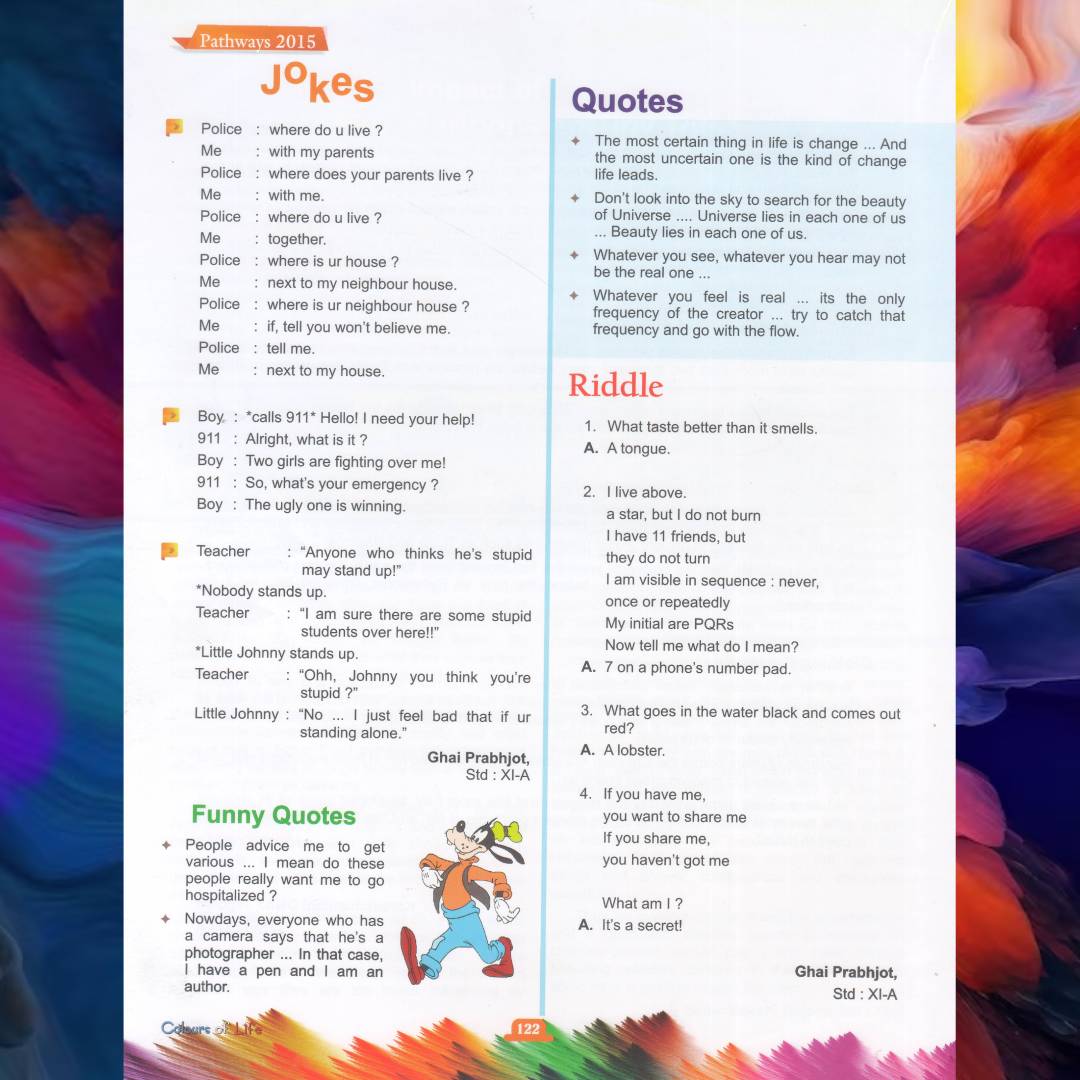 Pathways 2015
Jokes
Police : where do u live ?
Me : with my parents
Police : where does your parents live ?
Me : with me.
Police : where do u live ?
Me : together.
Police : where is ur house ?
Me : next to my neighbour house.
Police : where is ur neighbour house ?
Me : if, tell you won't believe me.
Police : tell me.
Me : next to my house.
Boy : *calls 911* Hello! I need your help!
911 : Alright, what is it ?
Boy : Two girls are fighting over me!
911 : So, what's your emergency ?
Boy : The ugly one is winning.
Teacher : “Anyone who thinks he's stupid
may stand up!”
*Nobody stands up.
Teacher : “I am sure there are some stupid
students over here!!”
*Little Johnny stands up.
Teacher : “Ohh, Johnny you think you're
stupid ?”
Little Johnny : “No ... I just feel bad that if ur
standing alone.”
Ghai Prabhjot,
Std : XI-A
Funny Quotes
People advice me to get
various ... I mean do these
people really want me to go
hospitalized ?
Nowdays, everyone who has
a camera says that he's a
photographer ... In that case,
I have a pen and I am an
author.
Quotes
The most certain thing in life is change ... And
the most uncertain one is the kind of change
life leads.
Don't look into the sky to search for the beauty
of Universe .... Universe lies in each one of us
... Beauty lies in each one of us.
Whatever you see, whatever you hear may not
be the real one ...
Whatever you feel is real ... its the only
frequency of the creator ... try to catch that
frequency and go with the flow.
Riddle
1. What taste better than it smells.
A. A tongue.
2. I live above.
a star, but I do not burn
I have 11 friends, but
they do not turn
I am visible in sequence : never,
once or repeatedly
My initial are PQRs
Now tell me what do I mean?
A. 7 on a phone's number pad.
3. What goes in the water black and comes out
red?
A. A lobster.
4. If you have me,
you want to share me
If you share me,
you haven't got me
What am I ?
A. It's a secret!
Ghai Prabhjot,
Std : XI-A
Colours of Life
122